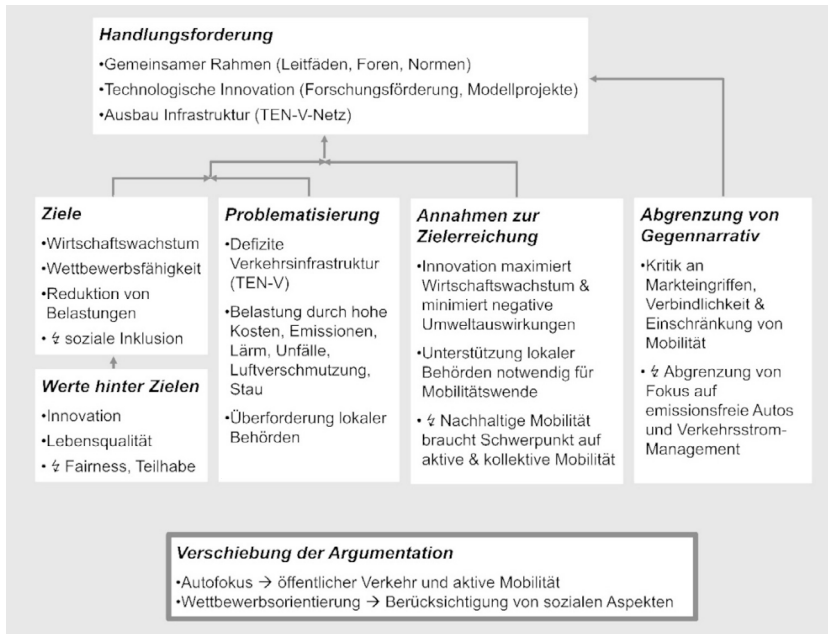 Handlungsforderung
•Gemeinsamer Rahmen (Leitfäden, Foren, Normen)
•Technologische Innovation (Forschungsförderung, Modellprojekte)
•Ausbau Infrastruktur (TEN-V-Netz)
Ziele
•Wirtschaftswachstum
•Wettbewerbsfähigkeit
•Reduktion von
Belastungen
• ↯ soziale Inklusion
Werte hinter Zielen
•Innovation
•Lebensqualität
• ↯ Fairness, Teilhabe
Problematisierung
•Defizite
Verkehrsinfrastruktur
(TEN-V)
•Belastung durch hohe
Kosten, Emissionen,
Lärm, Unfälle,
Luftverschmutzung,
Stau
•Überforderung lokaler
Behörden
Annahmen zur
Zielerreichung
•Innovation maximiert
Wirtschaftswachstum &
minimiert negative
Umweltauswirkungen
•Unterstützung lokaler
Behörden notwendig für
Mobilitätswende
• ↯ Nachhaltige Mobilität
braucht Schwerpunkt auf
aktive & kollektive Mobilität
Abgrenzung von
Gegennarrativ
•Kritik an
Markteingriffen,
Verbindlichkeit &
Einschränkung von
Mobilität
• ↯ Abgrenzung von
Fokus auf
emissionsfreie Autos
und Verkehrsstrom-
Management
Verschiebung der Argumentation
•Autofokus → öffentlicher Verkehr und aktive Mobilität
•Wettbewerbsorientierung → Berücksichtigung von sozialen Aspekten